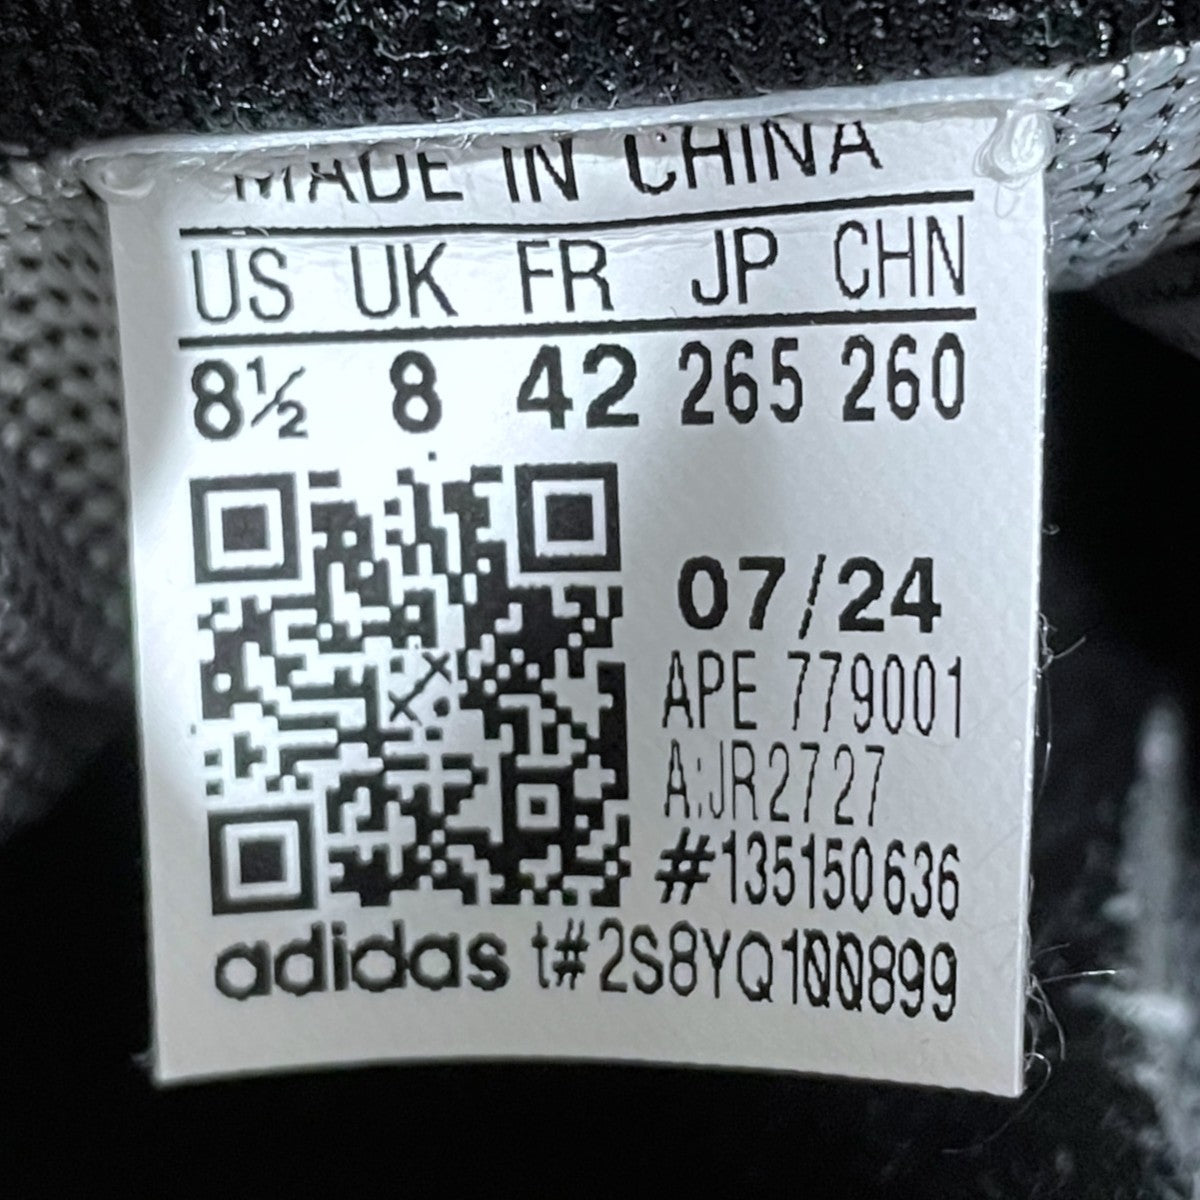 MADE IN CHINA
US UK FR JP CHN
8½ 8 42 265 260
07/24
APE 779001
A:JR2727
#135150636
adidas t#2S8YQ100899